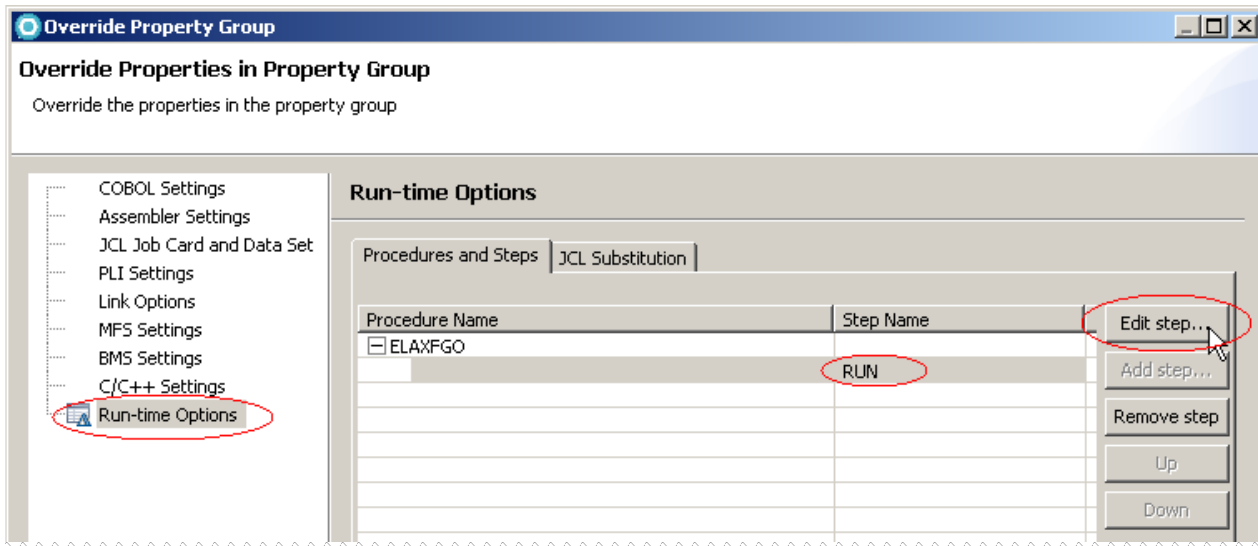 Override Property Group
Override Properties in Property Group
Override the properties in the property group
COBOL Settings
Assembler Settings
JCL Job Card and Data Set
PLI Settings
Link Options
MFS Settings
BMS Settings
C/C++ Settings
Run-time Options
Run-time Options
Procedures and Steps
JCL Substitution
Procedure Name
Step Name
ELAXFGO
RUN
Edit step...
Add step...
Remove step
Up
Down